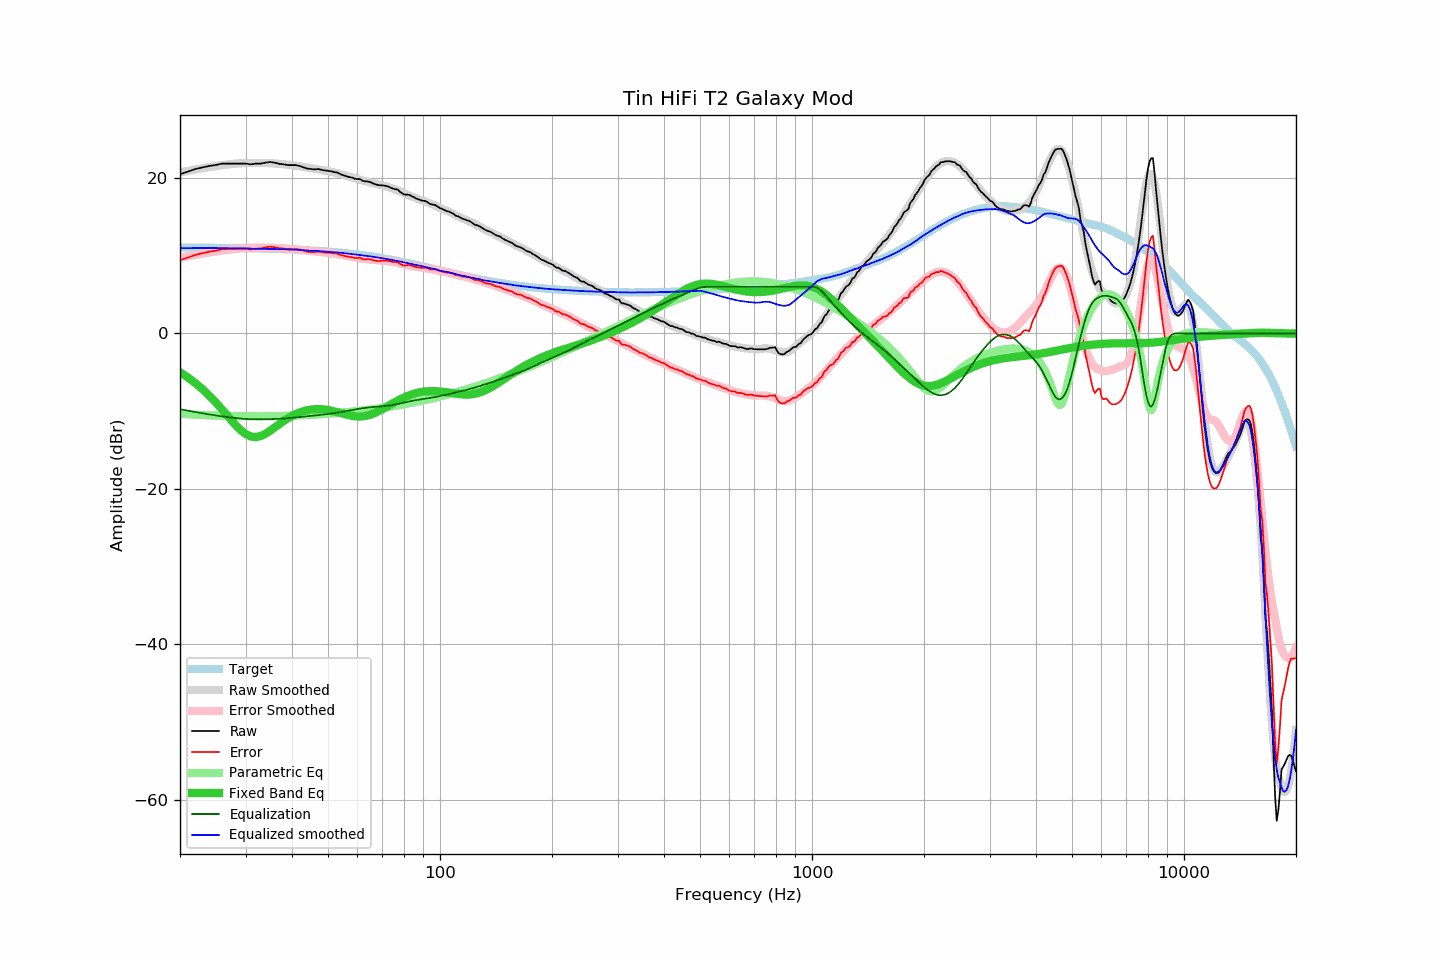 Tin HiFi T2 Galaxy Mod
Amplitude (dBr)
20
0
−20
−40
−60
Target
Raw Smoothed
Error Smoothed
Raw
Error
Parametric Eq
Fixed Band Eq
Equalization
Equalized smoothed
100
1000
10000
Frequency (Hz)